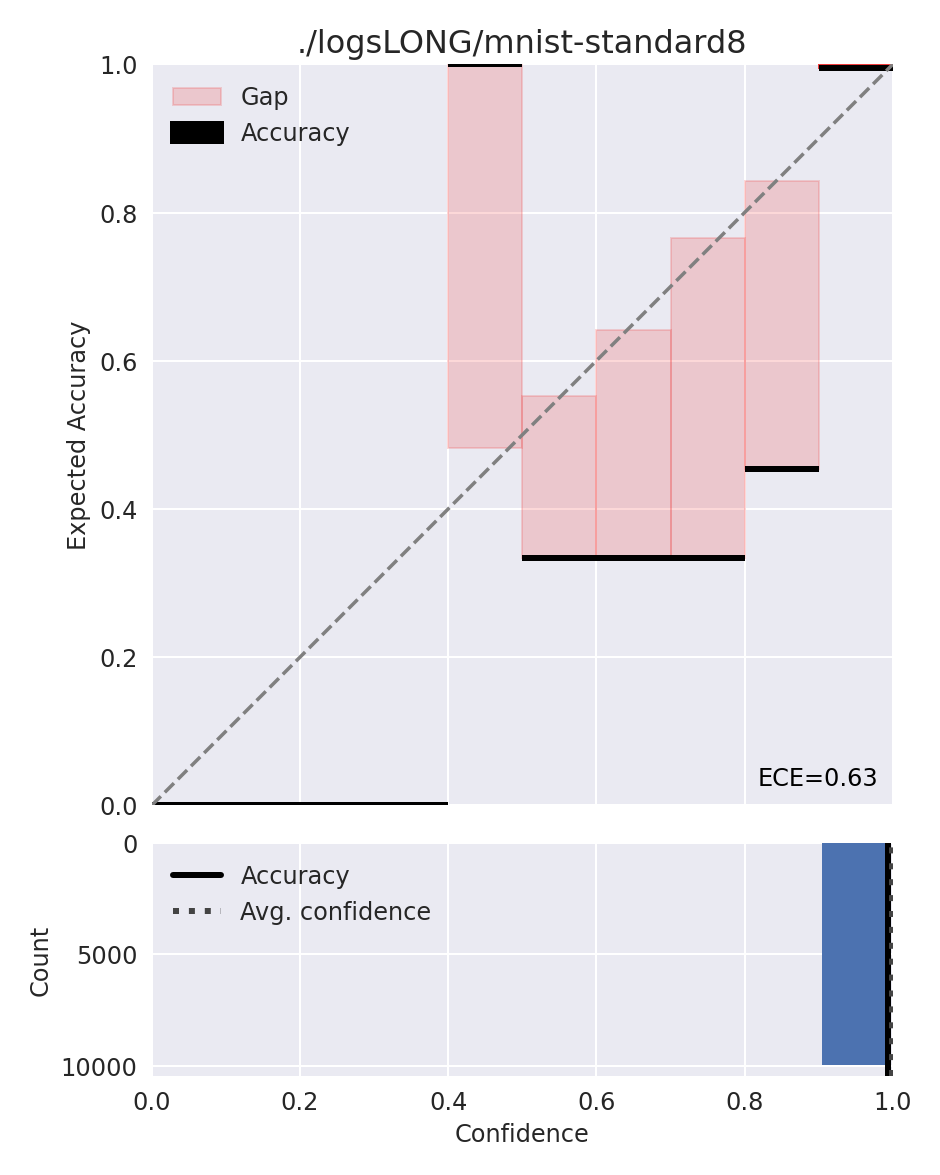 ./logsLONG/mnist-standard8
1.0
Gap
Accuracy
0.8
0.6
Expected Accuracy
0.4
0.2
ECE=0.63
0.0
0
Accuracy
Avg. confidence
Count
5000
10000
0.0 0.2 0.4 0.6 0.8 1.0
Confidence